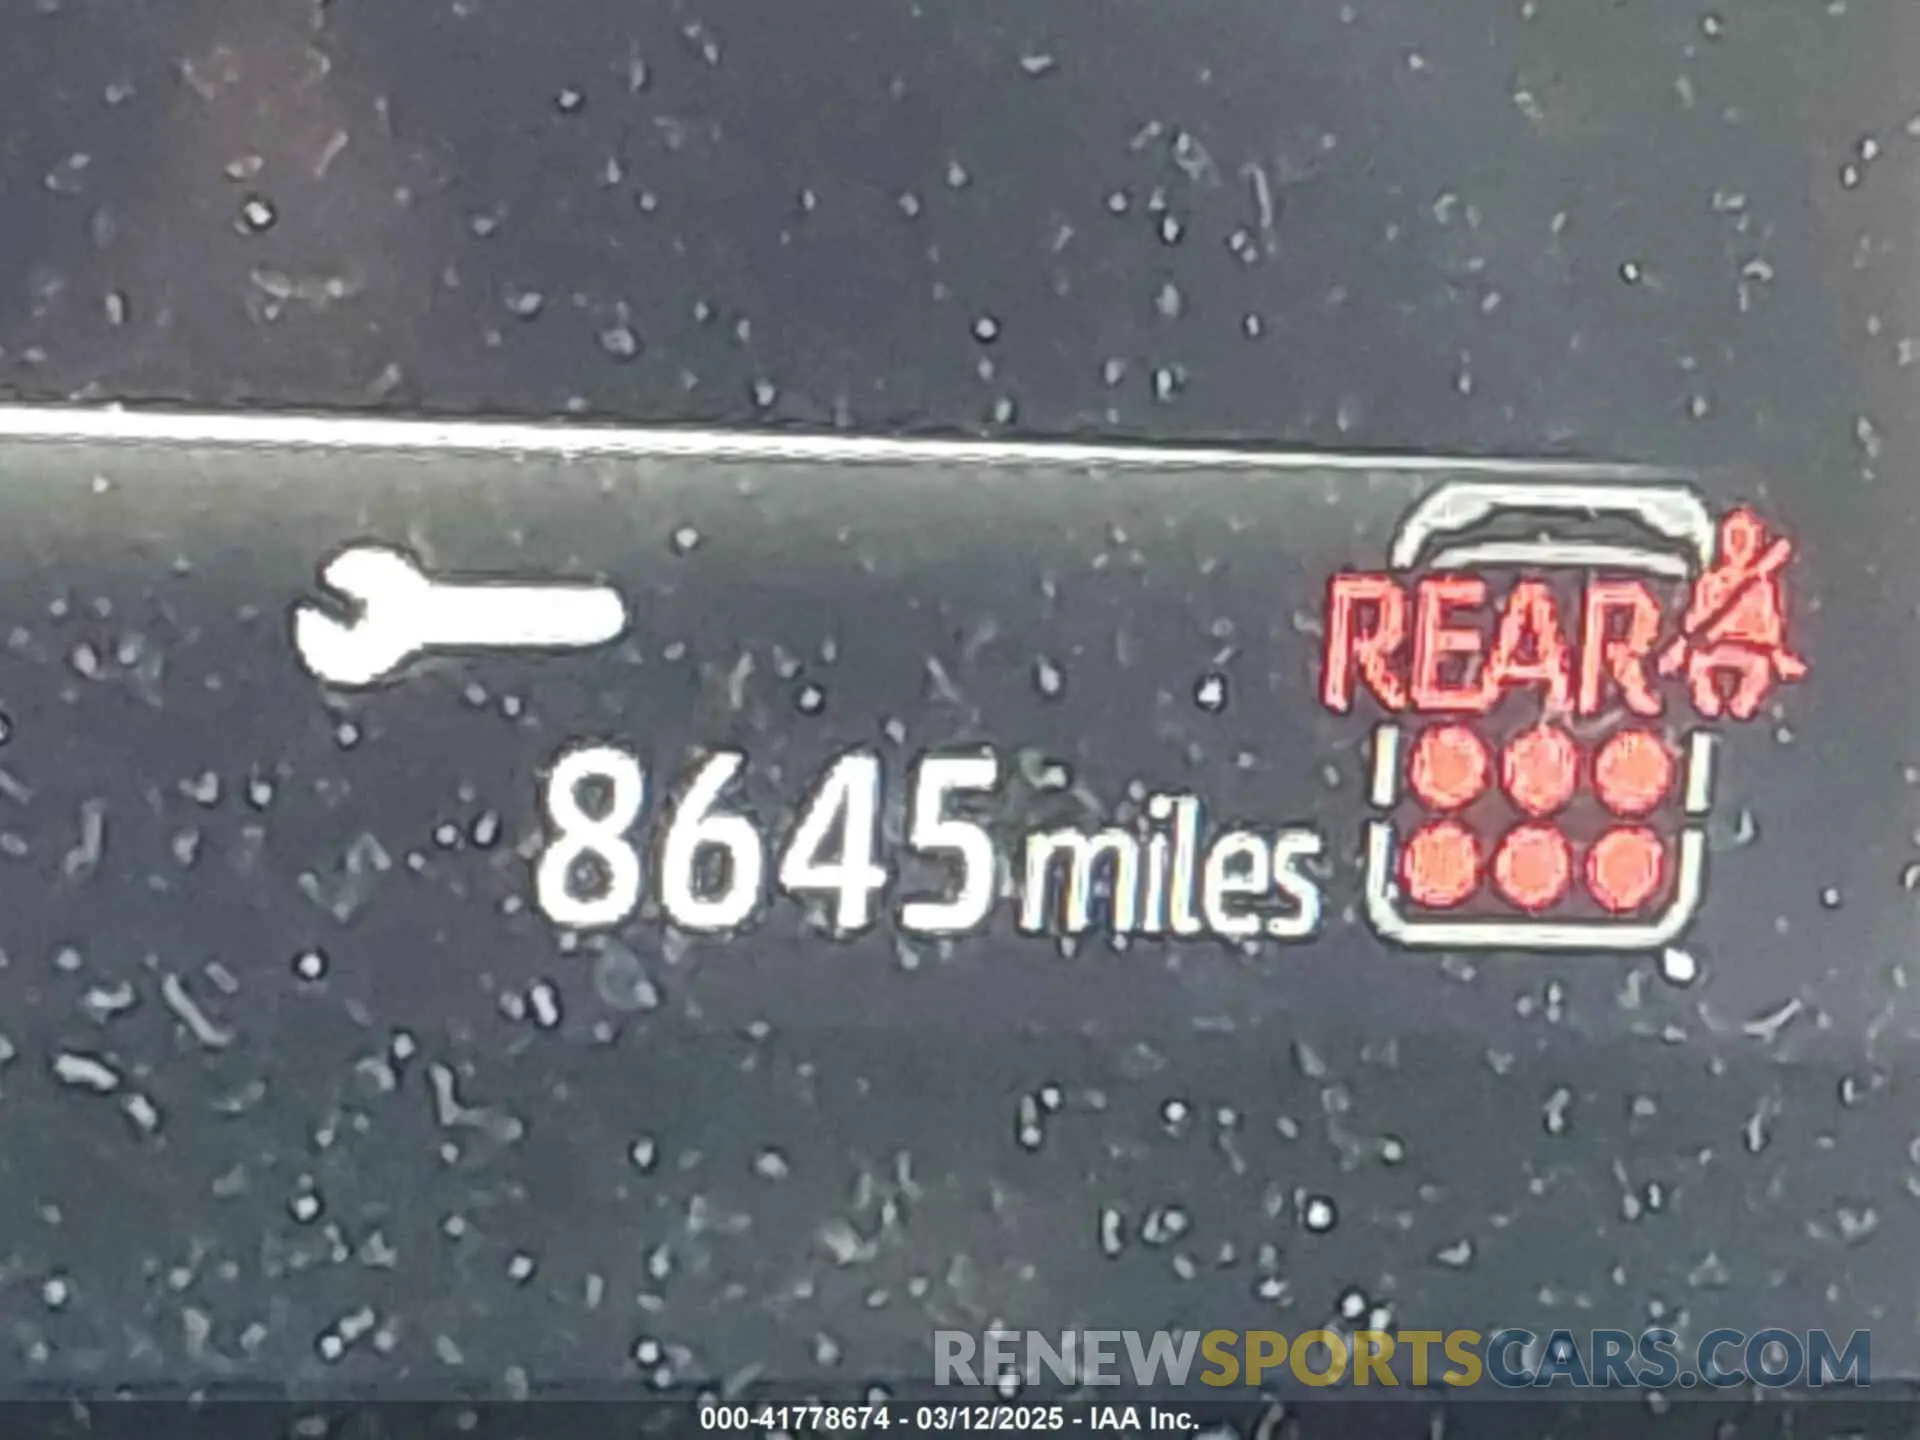 REAR
8645 miles
RENEWSPORTSCARS.COM
000-41778674 - 03/12/2025 - IAA Inc.